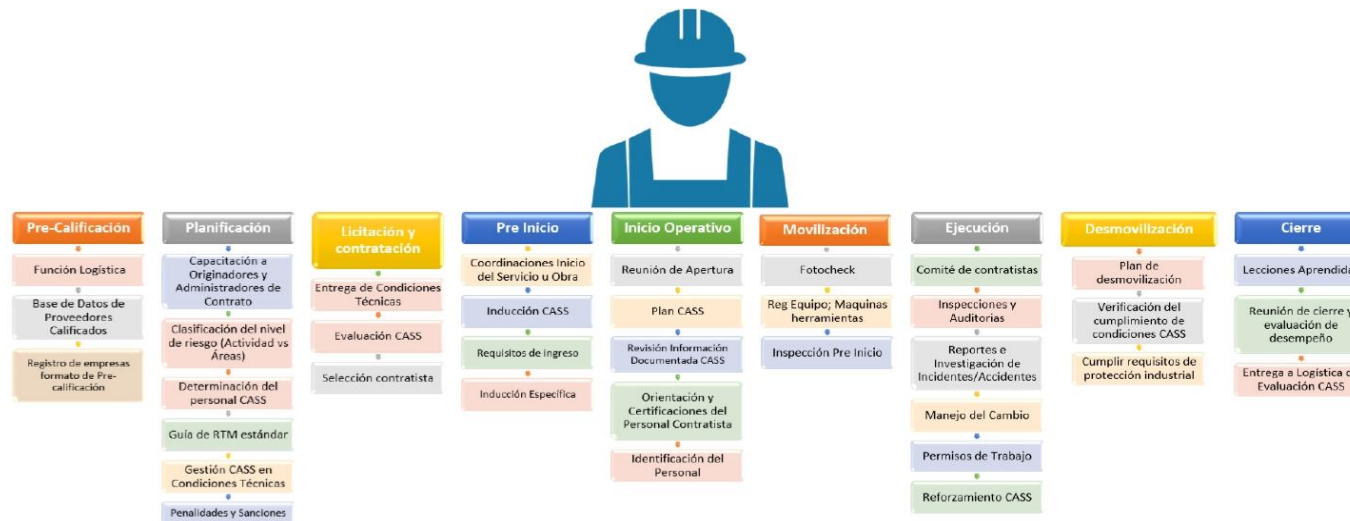 Pre-Calificación
Función Logística
Base de Datos de
Proveedores
Calificados
Registro de empresas
formato de Pre-
calificación
Planificación
Capacitación a
Originadores y
Administradores de
Contrato
Clasificación del nivel
de riesgo (Actividad vs
Áreas)
Determinación del
personal CASS
Guía de RTM estándar
Gestión CASS en
Condiciones Técnicas
Penalidades y Sanciones
Licitación y
contratación
Entrega de Condiciones
Técnicas
Evaluación CASS
Selección contratista
Pre Inicio
Coordinaciones Inicio
del Servicio u Obra
Inducción CASS
Requisitos de ingreso
Inducción Específica
Inicio Operativo
Reunión de Apertura
Plan CASS
Revisión Información
Documentada CASS
Orientación y
Certificaciones del
Personal Contratista
Identificación del
Personal
Movilización
Fotocheck
Reg Equipo; Maquinas
herramientas
Inspección Pre Inicio
Ejecución
Comité de contratistas
Inspecciones y
Auditorias
Reportes e
Investigación de
Incidentes/Accidentes
Manejo del Cambio
Permisos de Trabajo
Reforzamiento CASS
Desmovilización
Plan de
desmovilización
Verificación del
cumplimiento de
condiciones CASS
Cumplir requisitos de
protección industrial
Cierre
Lecciones Aprendida
Reunión de cierre y
evaluación de
desempeño
Entrega a Logística d
Evaluación CASS